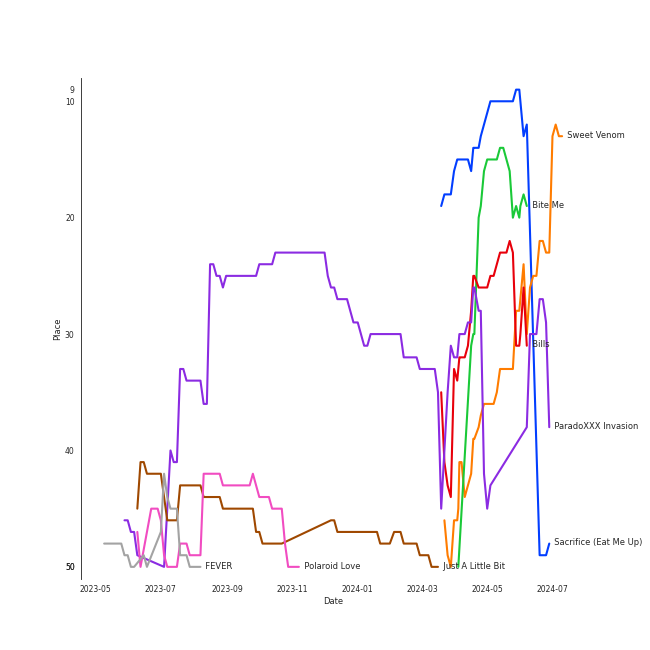 9
10
20
30
40
50
50
Place
Sweet Venom
Bite Me
Bills
ParadoXXX Invasion
Sacrifice (Eat Me Up)
FEVER
Polaroid Love
Just A Little Bit
2023-05
2023-07
2023-09
2023-11
2024-01
2024-03
2024-05
2024-07
Date